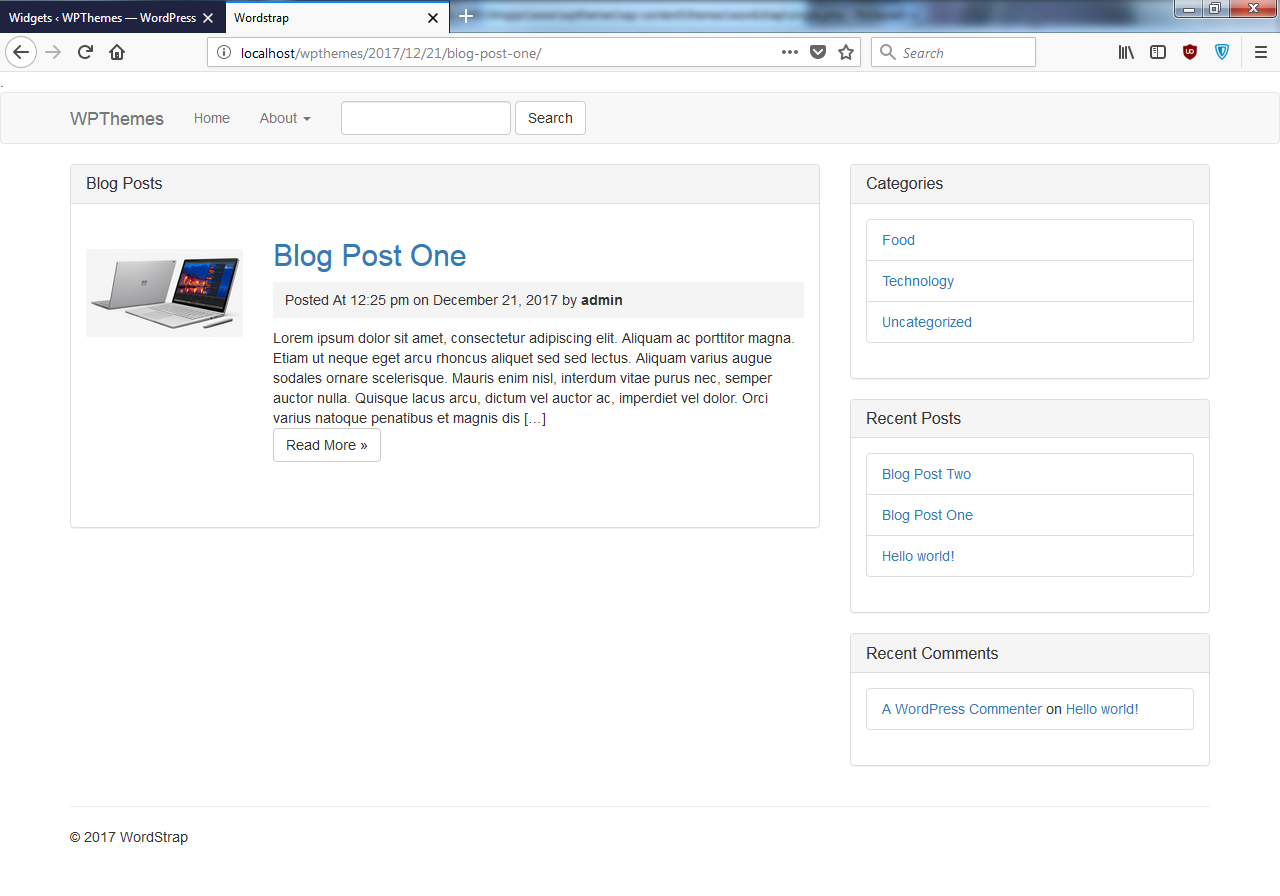 Widgets ‹ WPThemes — WordPress
Wordstrap
localhost/wpthemes/2017/12/21/blog-post-one/
Search
WPThemes
Home
About
Search
Blog Posts
Blog Post One
Posted At 12:25 pm on December 21, 2017 by admin
Lorem ipsum dolor sit amet, consectetur adipiscing elit. Aliquam ac porttitor magna.
Etiam ut neque eget arcu rhoncus aliquet sed sed lectus. Aliquam varius augue
sodales ornare scelerisque. Mauris enim nisl, interdum vitae purus nec, semper
auctor nulla. Quisque lacus arcu, dictum vel auctor ac, imperdiet vel dolor. Orci
varius natoque penatibus et magnis dis […]
Read More »
Categories
Food
Technology
Uncategorized
Recent Posts
Blog Post Two
Blog Post One
Hello world!
Recent Comments
A WordPress Commenter on Hello world!
© 2017 WordStrap